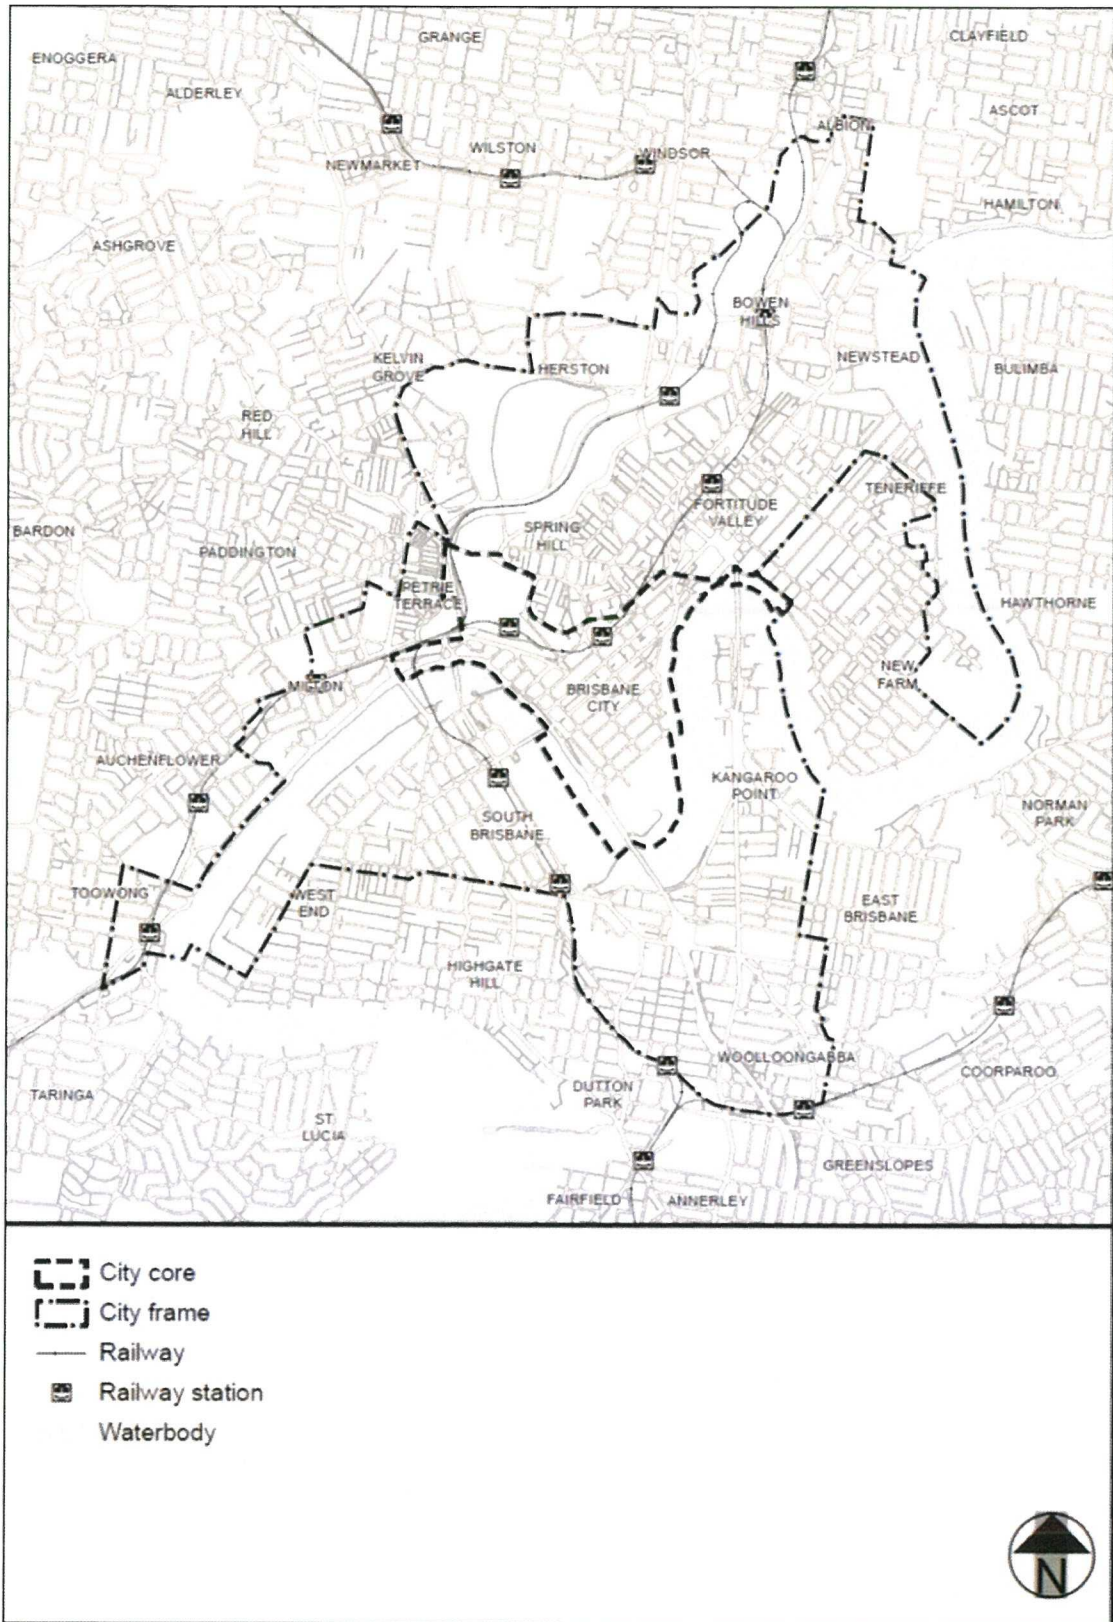 GRANGE
CLAYFIELD
ENOGGERA
ALDERLEY
ASCOT
ALBION
WILSTON
WINDSOR
NEWMARKET
HAMILTON
ASHGROVE
BOWEN
HILLS
KELVIN
GROVE
HERSTON
NEWSTEAD
BULIMBA
RED
HILL
TENERIFFE
FORTITUDE
VALLEY
SPRING
HILL
BARDON
PADDINGTON
PETRIE
TERRACE
HAWTHORNE
NEW
FARM
MILTON
BRISBANE
CITY
AUCHENFLOWER
KANGAROO
POINT
NORMAN
PARK
SOUTH
BRISBANE
TOOWONG
WEST
END
EAST
BRISBANE
HIGHGATE
HILL
WOOLLOONGABBA
COORPAROO
TARINGA
DUTTON
PARK
ST
LUCIA
GREENSLOPES
FAIRFIELD
ANNERLEY
City core
City frame
Railway
Railway station
Waterbody
N